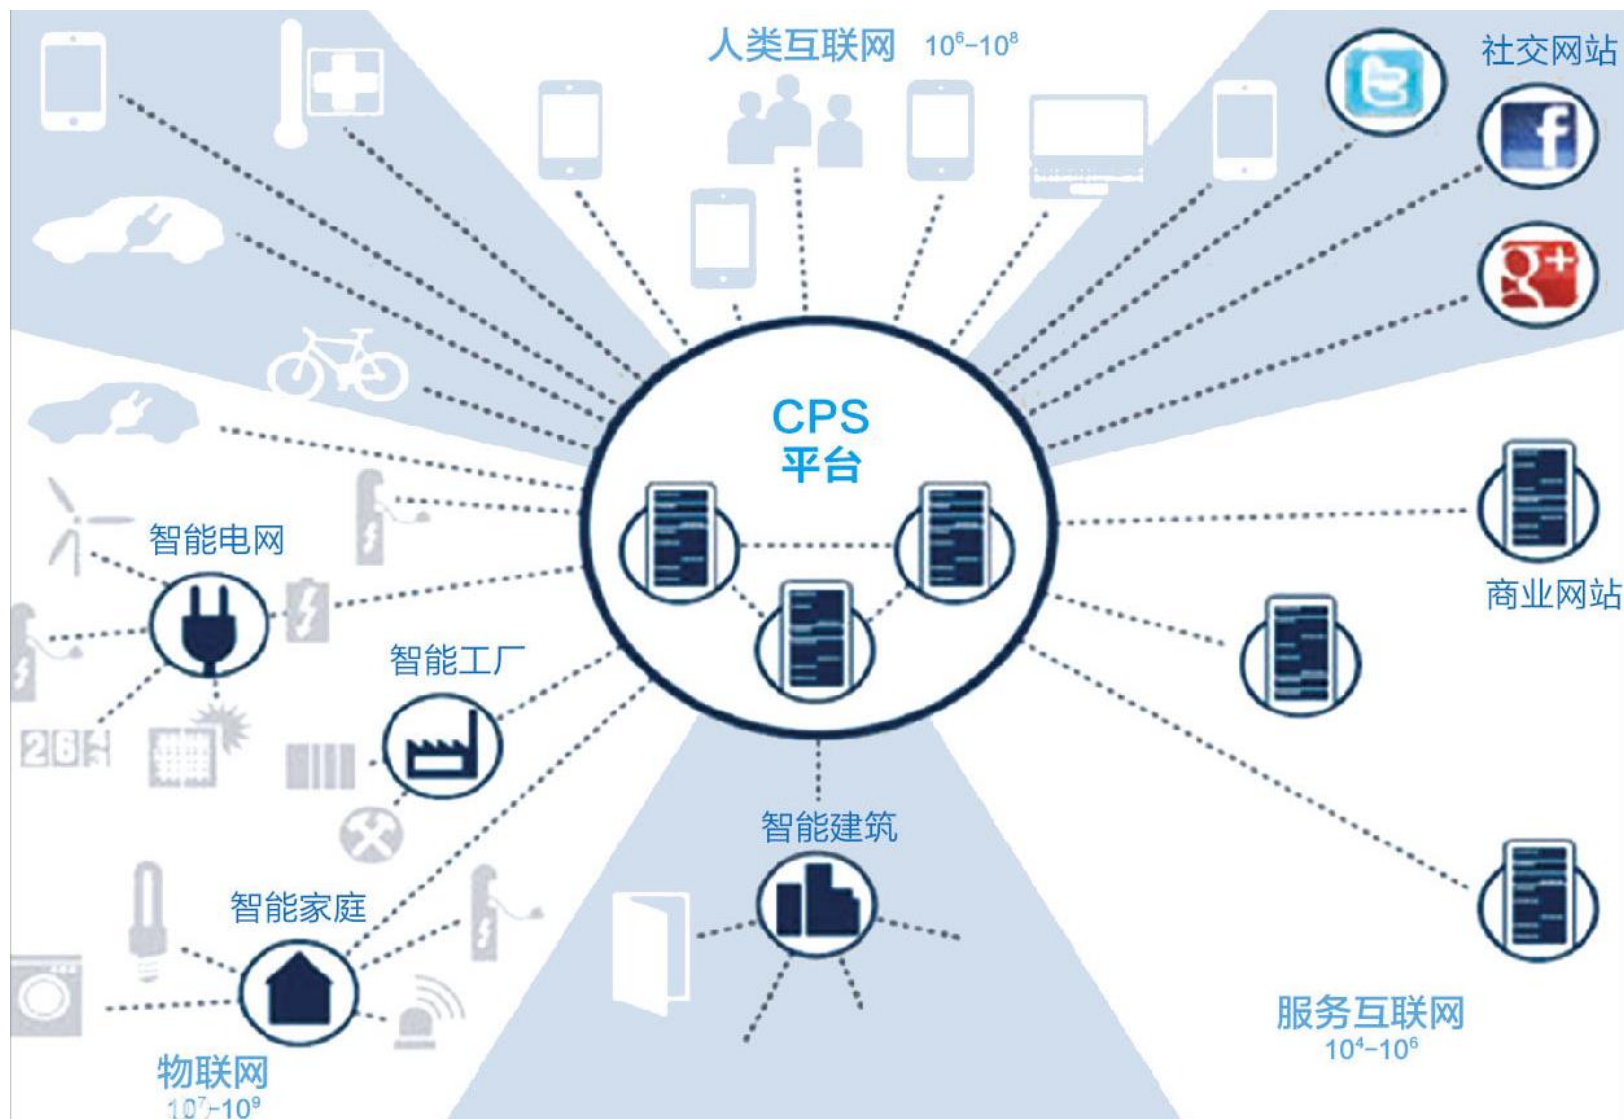 人类互联网 10⁶-10⁸
社交网站
CPS
平台
智能电网
商业网站
智能工厂
264
智能建筑
智能家庭
服务互联网
10⁴-10⁶
物联网
10⁷-10⁹